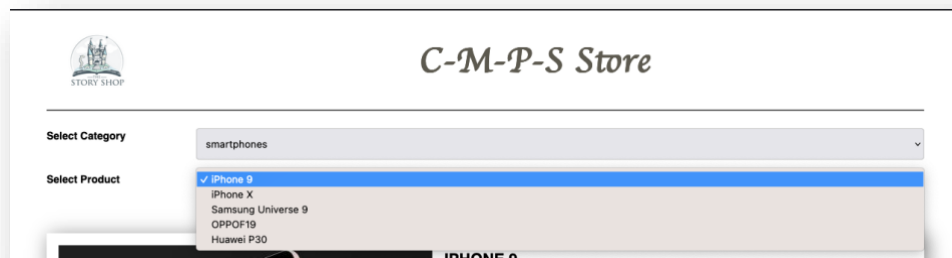 STORY SHOP
C-M-P-S Store
Select Category
smartphones
Select Product
✓ iPhone 9
iPhone X
Samsung Universe 9
OPPOF19
Huawei P30
IPHONE 9